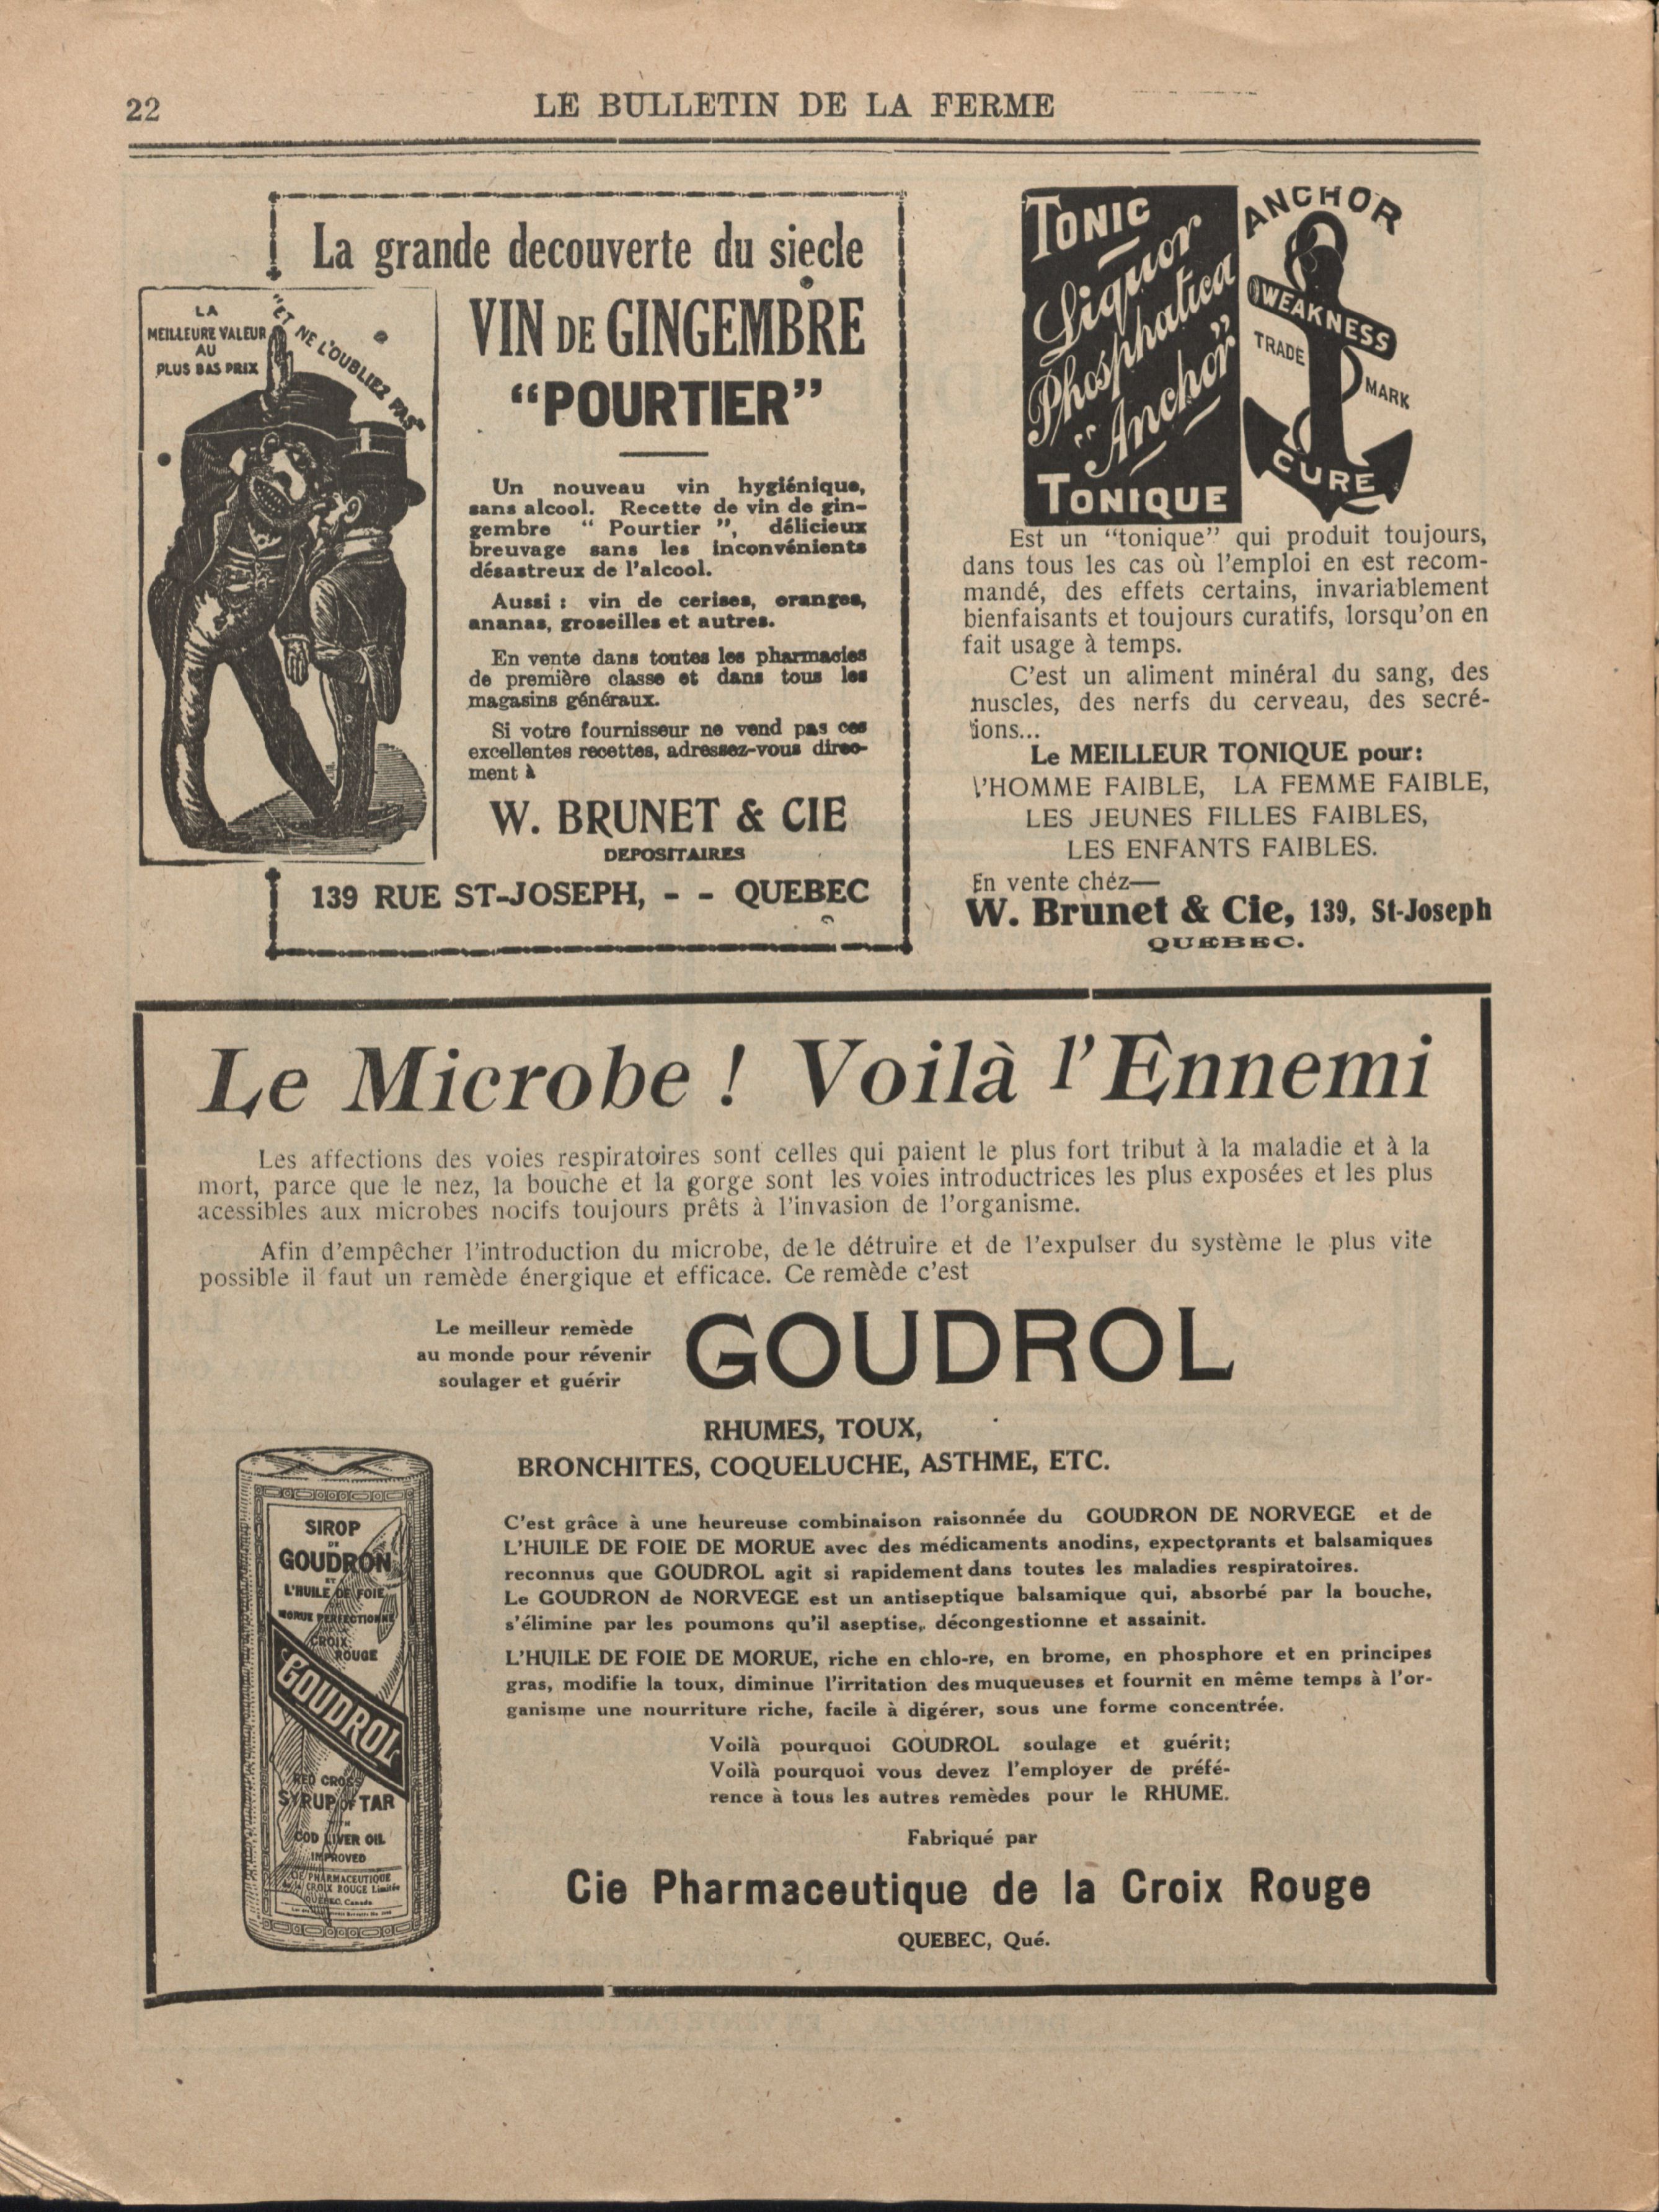 22
LE BULLETIN DE LA FERME
La grande decouverte du siecle
LA
MEILLEURE VALEUR
AU
PLUS BAS PRIX
"ET NE L'OUBLIEZ PAS"
VIN DE GINGEMBRE
"POURTIER"
Un nouveau vin hygiénique,
sans alcool. Recette de vin de gin-
gembre " Pourtier ", délicieux
breuvage sans les inconvénients
désastreux de l'alcool.
Aussi : vin de cerises, oranges,
ananas, groseilles et autres.
En vente dans toutes les pharmacies
de première classe et dans tous les
magasins généraux.
Si votre fournisseur ne vend pas ces
excellentes recettes, adressez-vous direc-
ment à
W. BRUNET & CIE
DEPOSITAIRES
139 RUE ST-JOSEPH, - - QUEBEC
TONIC
Liquor
Phosphatica
"Anchor"
TONIQUE
ANCHOR
WEAKNESS
TRADE
MARK
CURE
Est un "tonique" qui produit toujours,
dans tous les cas où l'emploi en est recom-
mandé, des effets certains, invariablement
bienfaisants et toujours curatifs, lorsqu'on en
fait usage à temps.
C'est un aliment minéral du sang, des
nuscles, des nerfs du cerveau, des secré-
tions...
Le MEILLEUR TONIQUE pour:
L'HOMME FAIBLE, LA FEMME FAIBLE,
LES JEUNES FILLES FAIBLES,
LES ENFANTS FAIBLES.
En vente chéz—
W. Brunet & Cie, 139, St-Joseph
QUEBEC.
Le Microbe ! Voilà l'Ennemi
Les affections des voies respiratoires sont celles qui paient le plus fort tribut à la maladie et à la
mort, parce que le nez, la bouche et la gorge sont les voies introductrices les plus exposées et les plus
acessibles aux microbes nocifs toujours prêts à l'invasion de l'organisme.
Afin d'empêcher l'introduction du microbe, de le détruire et de l'expulser du système le plus vite
possible il faut un remède énergique et efficace. Ce remède c'est
Le meilleur remède
au monde pour révenir
soulager et guérir
GOUDROL
RHUMES, TOUX,
BRONCHITES, COQUELUCHE, ASTHME, ETC.
SIROP
DE
GOUDRON
ET
L'HUILE DE FOIE
MORUE PERFECTIONNÉ
CROIX
ROUGE
GOUDROL
RED CROSS
SYRUP OF TAR
COD LIVER OIL
IMPROVED
CIE PHARMACEUTIQUE
de la CROIX ROUGE Limitée
QUEBEC, Canada
C'est grâce à une heureuse combinaison raisonnée du GOUDRON DE NORVEGE et de
L'HUILE DE FOIE DE MORUE avec des médicaments anodins, expectorants et balsamiques
reconnus que GOUDROL agit si rapidement dans toutes les maladies respiratoires.
Le GOUDRON de NORVEGE est un antiseptique balsamique qui, absorbé par la bouche,
s'élimine par les poumons qu'il aseptise, décongestionne et assainit.
L'HUILE DE FOIE DE MORUE, riche en chlo-re, en brome, en phosphore et en principes
gras, modifie la toux, diminue l'irritation des muqueuses et fournit en même temps à l'or-
ganisme une nourriture riche, facile à digérer, sous une forme concentrée.
Voilà pourquoi GOUDROL soulage et guérit;
Voilà pourquoi vous devez l'employer de préfé-
rence à tous les autres remèdes pour le RHUME.
Fabriqué par
Cie Pharmaceutique de la Croix Rouge
QUEBEC, Qué.